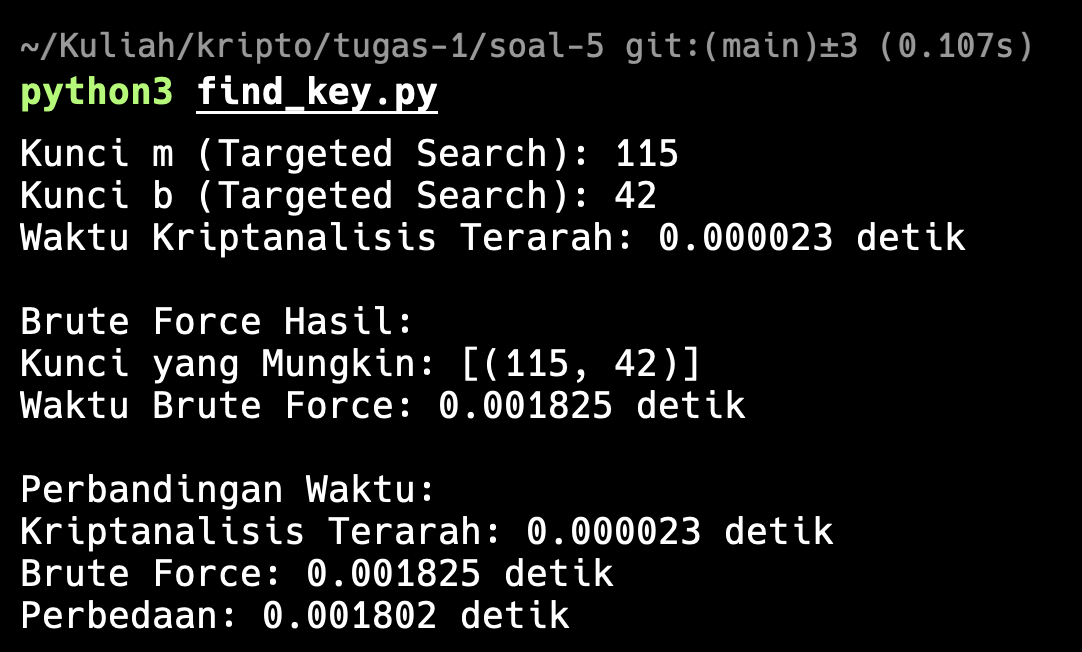 ~/Kuliah/kripto/tugas-1/soal-5 git:(main)±3 (0.107s)
python3 find_key.py
Kunci m (Targeted Search): 115
Kunci b (Targeted Search): 42
Waktu Kriptanalisis Terarah: 0.000023 detik
Brute Force Hasil:
Kunci yang Mungkin: [(115, 42)]
Waktu Brute Force: 0.001825 detik
Perbandingan Waktu:
Kriptanalisis Terarah: 0.000023 detik
Brute Force: 0.001825 detik
Perbedaan: 0.001802 detik